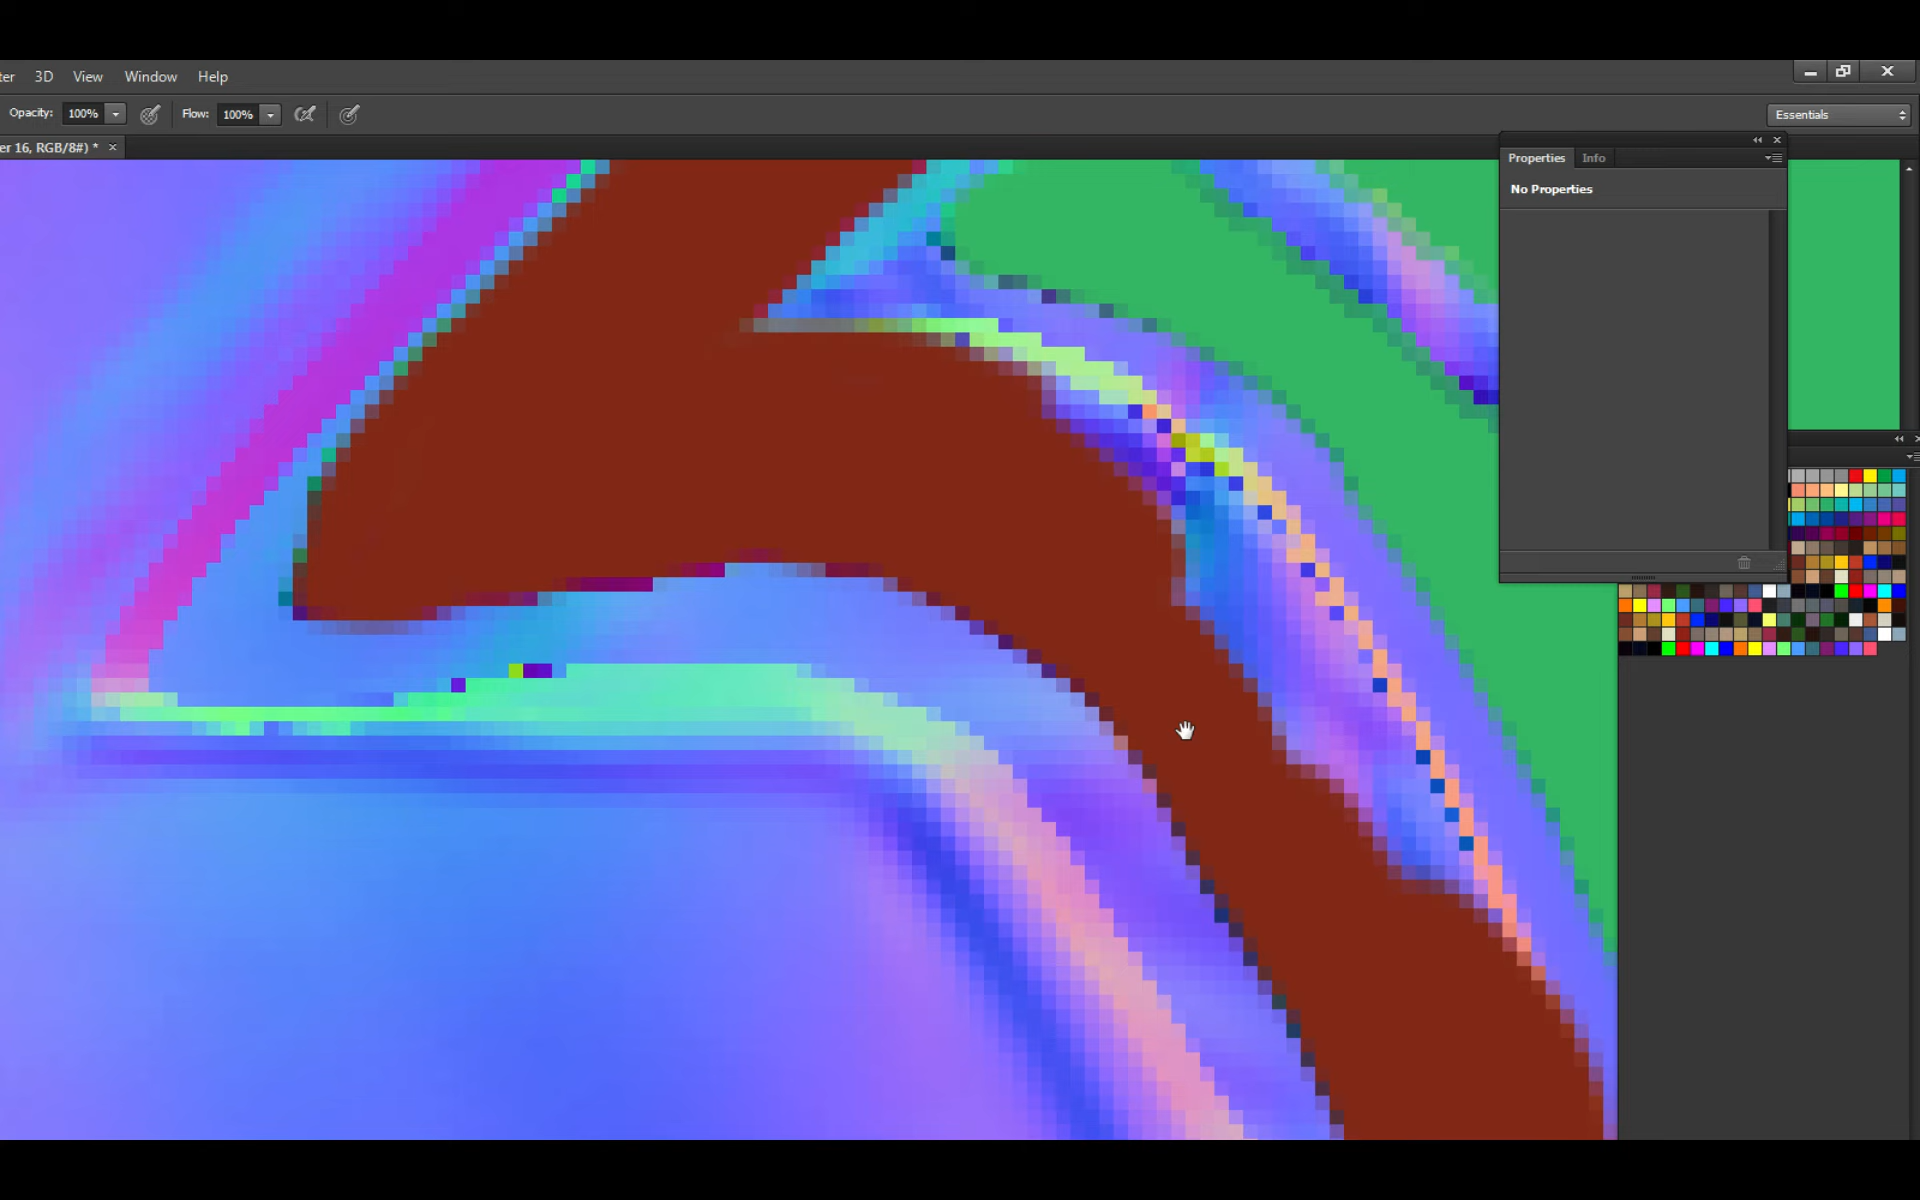 ter 3D View Window Help
Opacity: 100% Flow: 100% Essentials
er 16, RGB/8#) * ×
Properties Info
No Properties